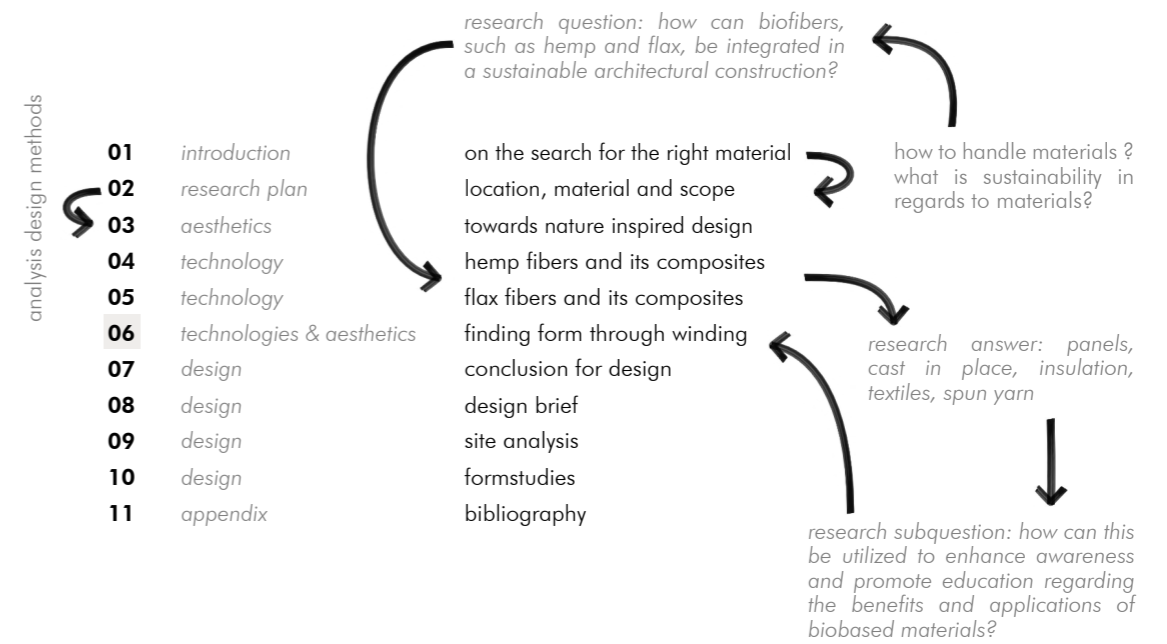 research question: how can biofibers,
such as hemp and flax, be integrated in
a sustainable architectural construction?
analysis design methods
01 introduction on the search for the right material
02 research plan location, material and scope
03 aesthetics towards nature inspired design
04 technology hemp fibers and its composites
05 technology flax fibers and its composites
06 technologies & aesthetics finding form through winding
07 design conclusion for design
08 design design brief
09 design site analysis
10 design formstudies
11 appendix bibliography
how to handle materials ?
what is sustainability in
regards to materials?
research answer: panels,
cast in place, insulation,
textiles, spun yarn
research subquestion: how can this
be utilized to enhance awareness
and promote education regarding
the benefits and applications of
biobased materials?